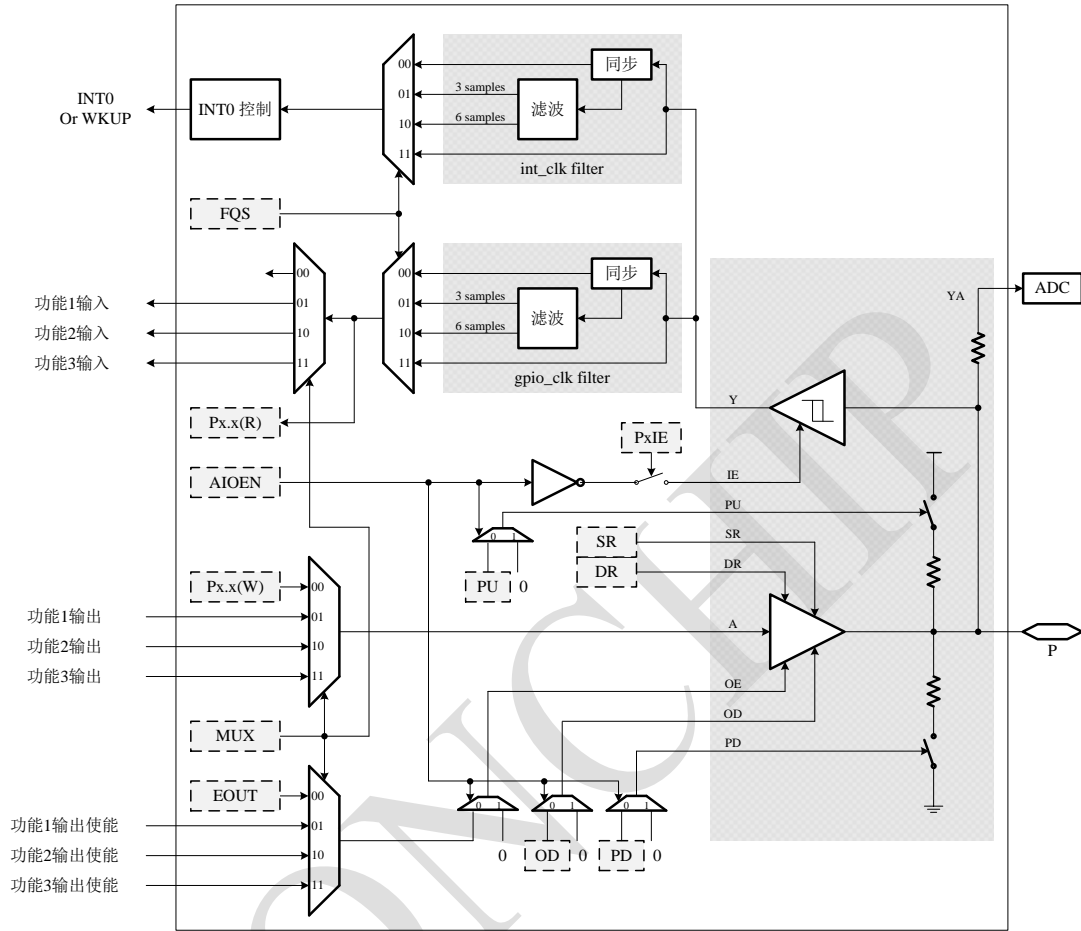 00
同步
3 samples
01
INT0
Or WKUP
INT0 控制
滤波
10
6 samples
11
int_clk filter
FQS
00
00
同步
功能1输入
01
01
3 samples
滤波
YA
ADC
功能2输入
10
10
6 samples
功能3输入
11
11
gpio_clk filter
Px.x(R)
Y
PxIE
AIOEN
IE
PU
0 1
SR
SR
DR
DR
PU
0
Px.x(W)
00
功能1输出
01
A
功能2输出
10
P
功能3输出
11
OE
OD
MUX
PD
EOUT
00
0 1
0 1
0 1
功能1输出使能
01
功能2输出使能
10
0
OD
0
PD
0
功能3输出使能
11
ONCHIP